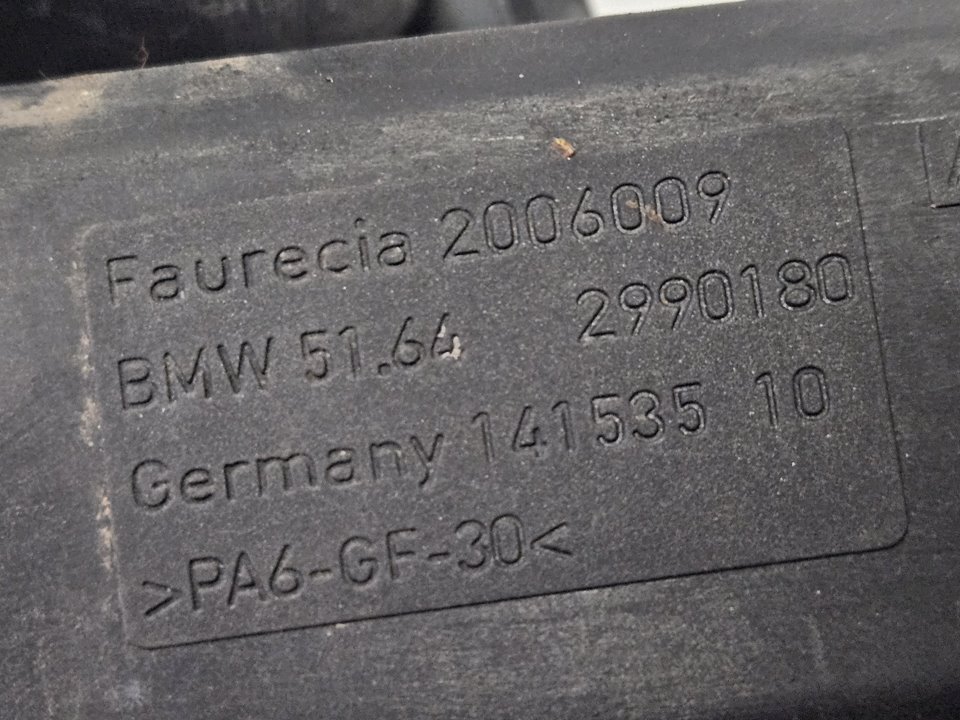 Faurecia 2006009
BMW 51.64 2990180
Germany 141535 10
>PA6-GF-30<